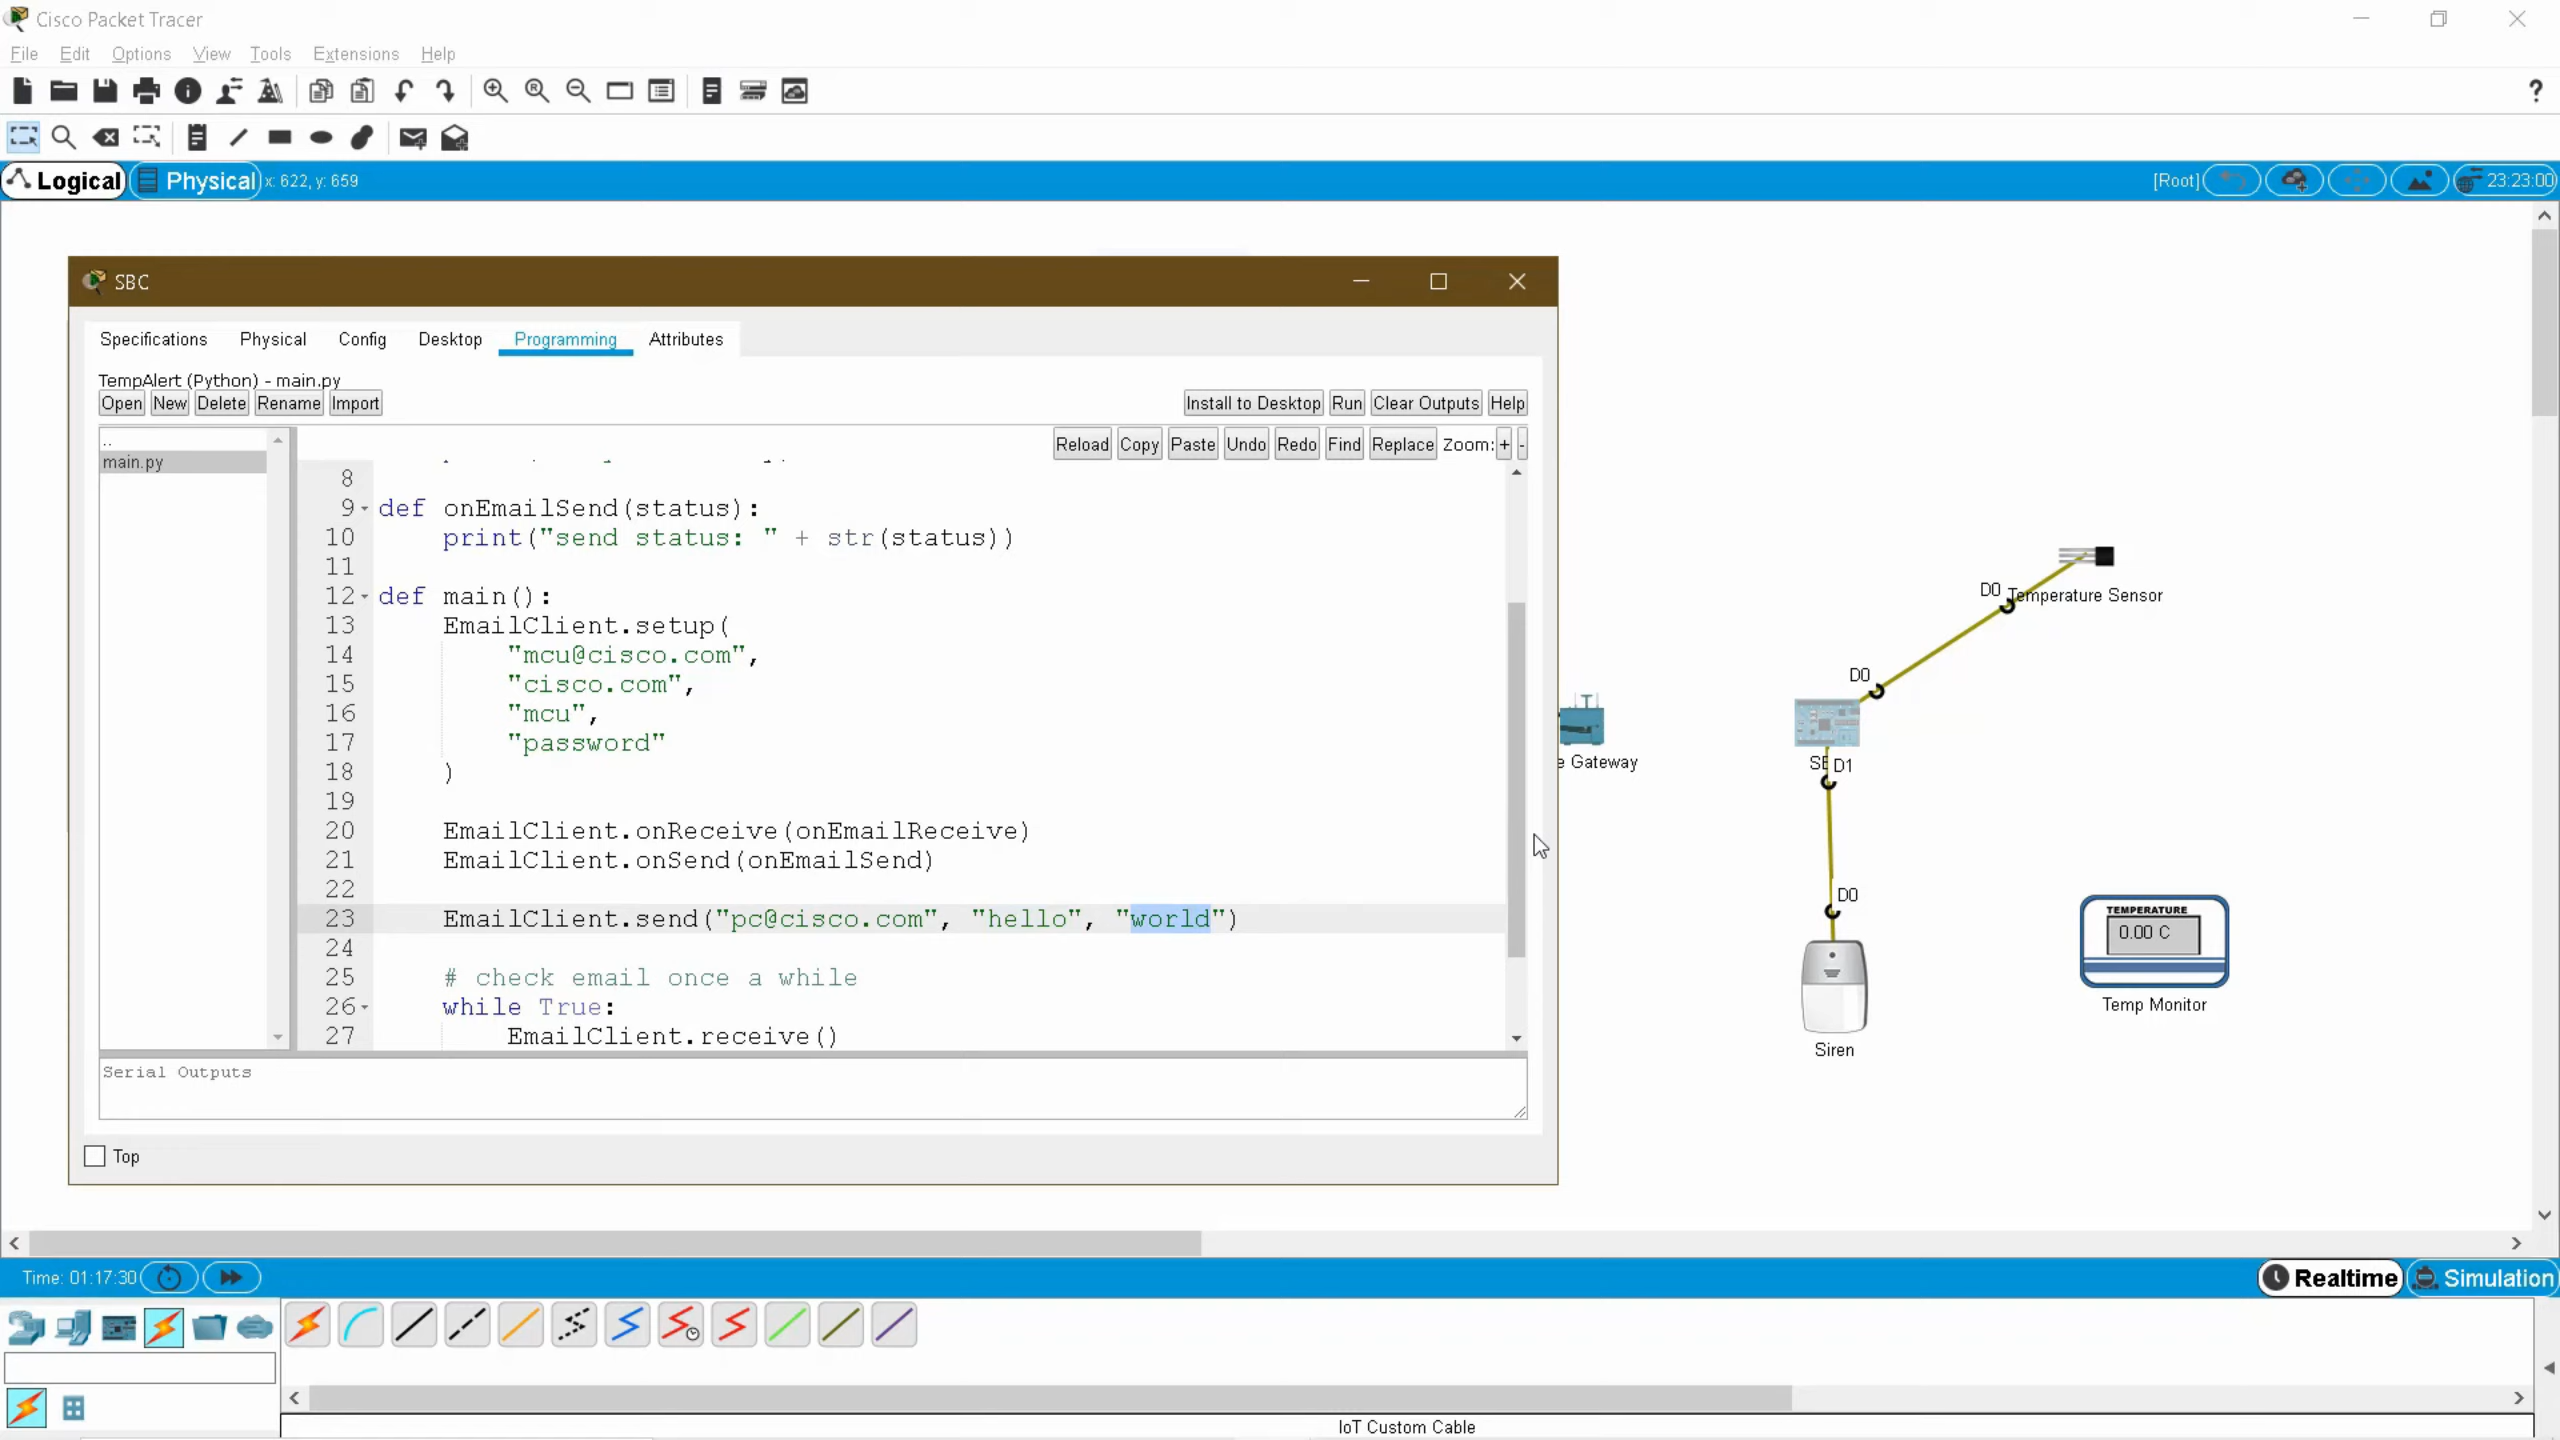 Cisco Packet Tracer
File Edit Options View Tools Extensions Help
?
Logical Physical x: 622, y: 659 [Root] 23:23:00
SBC
Specifications Physical Config Desktop Programming Attributes
TempAlert (Python) - main.py
Open New Delete Rename Import Install to Desktop Run Clear Outputs Help
..
main.py
Reload Copy Paste Undo Redo Find Replace Zoom: + -
8
9 def onEmailSend(status):
10 print("send status: " + str(status))
11
12 def main():
13 EmailClient.setup(
14 "mcu@cisco.com",
15 "cisco.com",
16 "mcu",
17 "password"
18 )
19
20 EmailClient.onReceive(onEmailReceive)
21 EmailClient.onSend(onEmailSend)
22
23 EmailClient.send("pc@cisco.com", "hello", "world")
24
25 # check email once a while
26 while True:
27 EmailClient.receive()
Serial Outputs
Top
D0 Temperature Sensor
D0
e Gateway
D1
D0
Siren
TEMPERATURE
0.00 C
Temp Monitor
Time: 01:17:30 Realtime Simulation
IoT Custom Cable